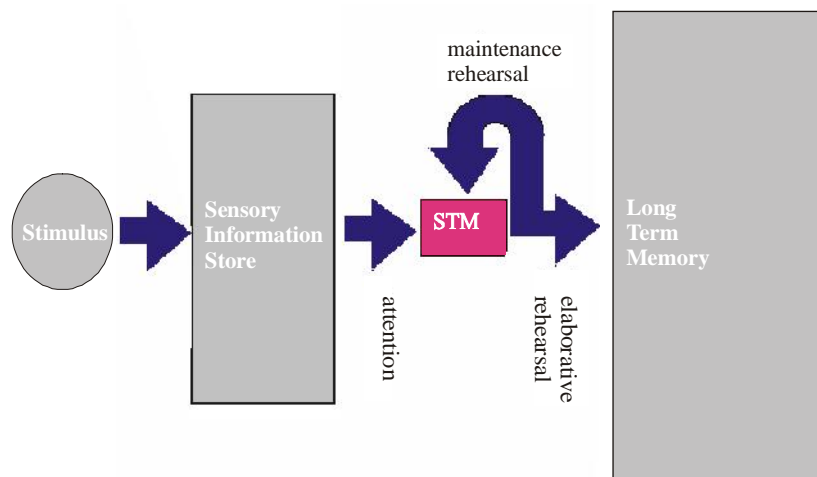 maintenance
rehearsal
Stimulus
Sensory
Information
Store
STM
Long
Term
Memory
attention
elaborative
rehearsal